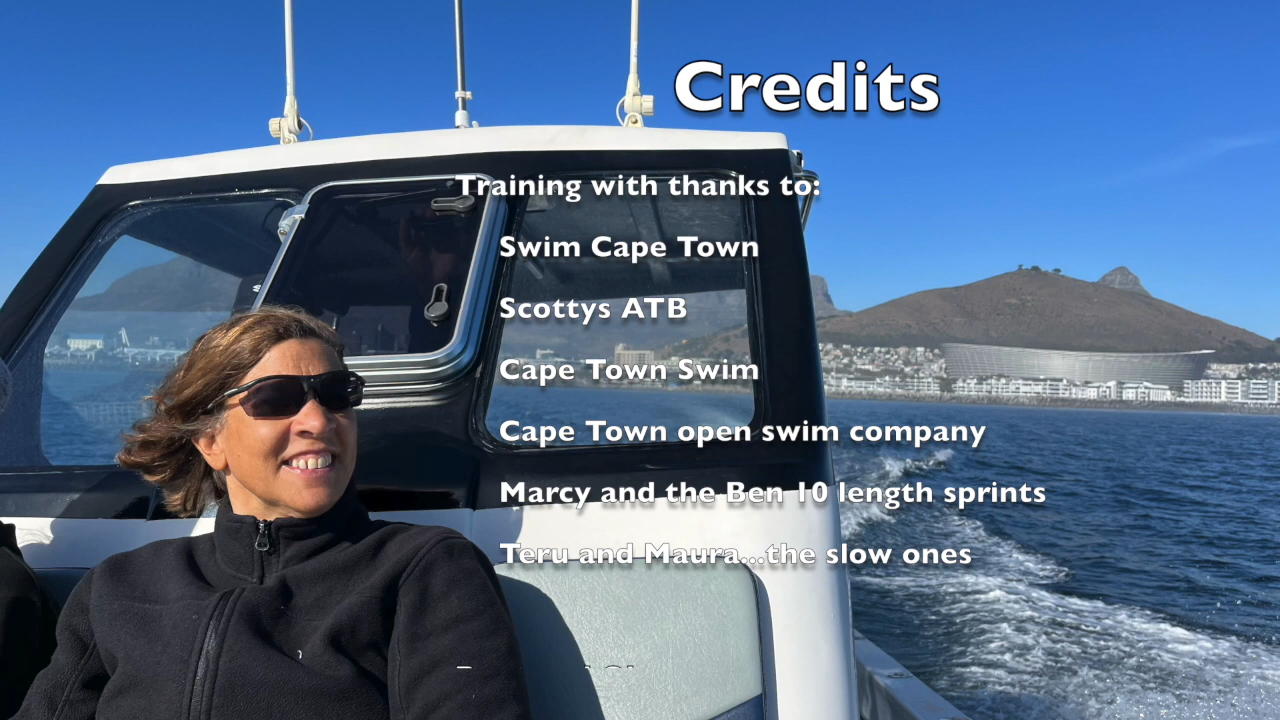 Credits
Training with thanks to:
Swim Cape Town
Scottys ATB
Cape Town Swim
Cape Town open swim company
Marcy and the Ben 10 length sprints
Teru and Maura...the slow ones